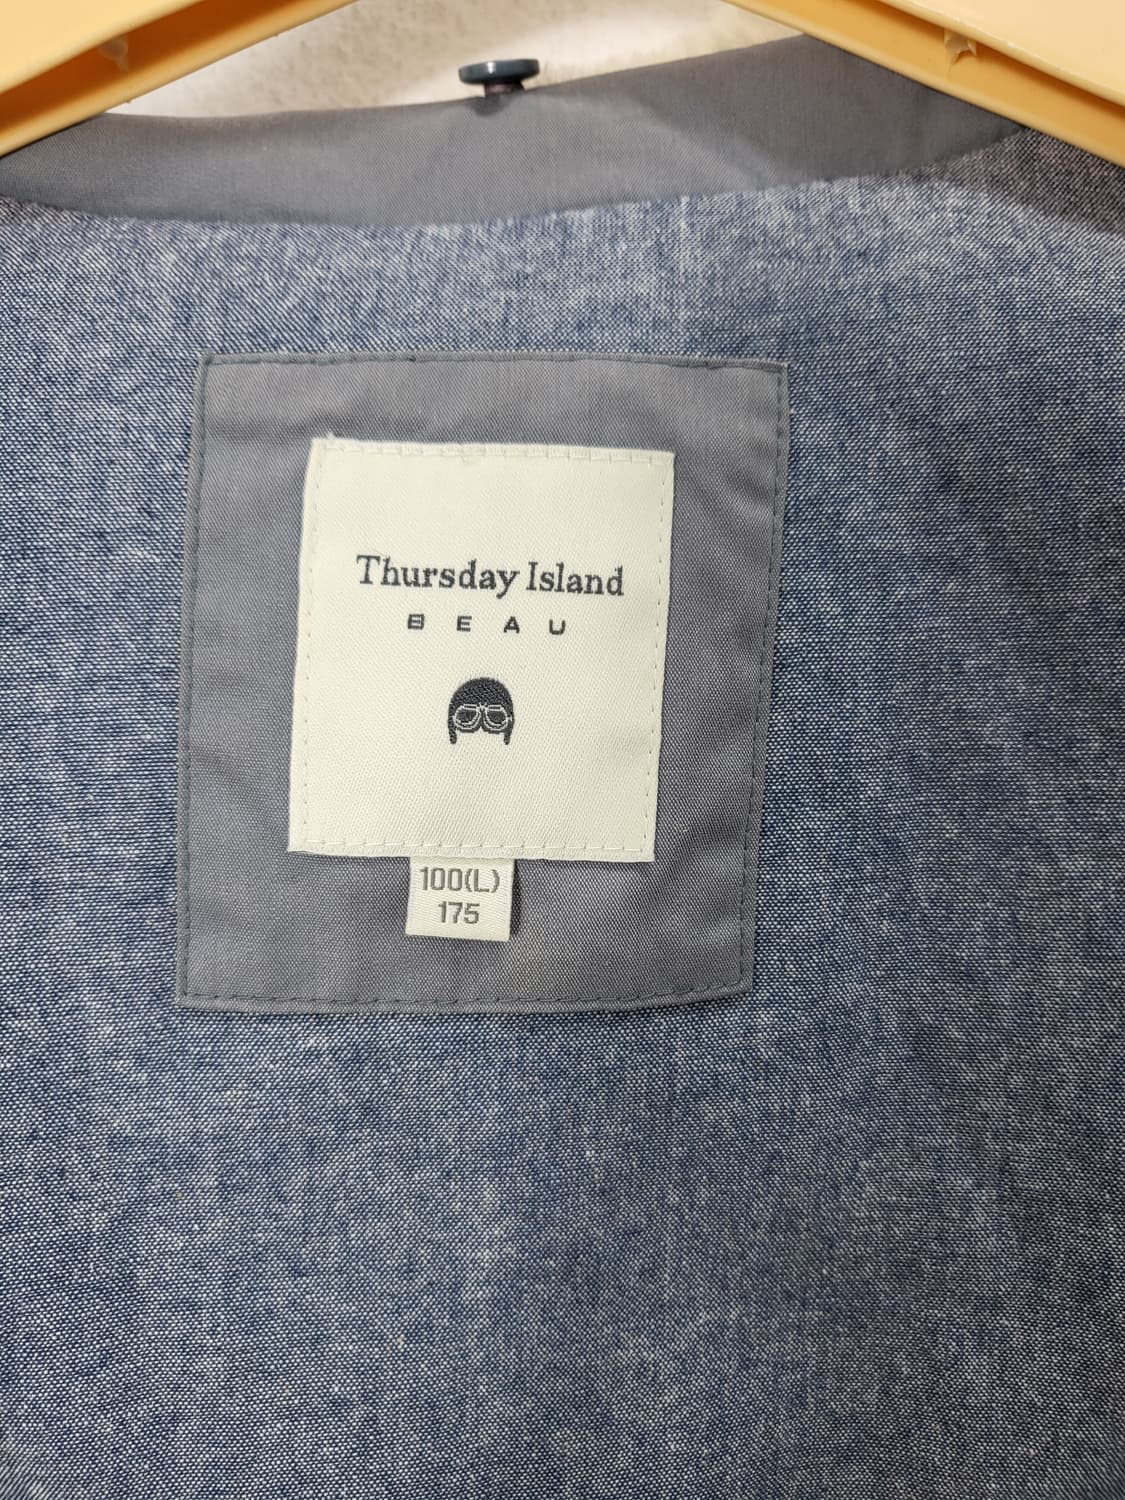 Thursday Island
BEAU
100(L)
175